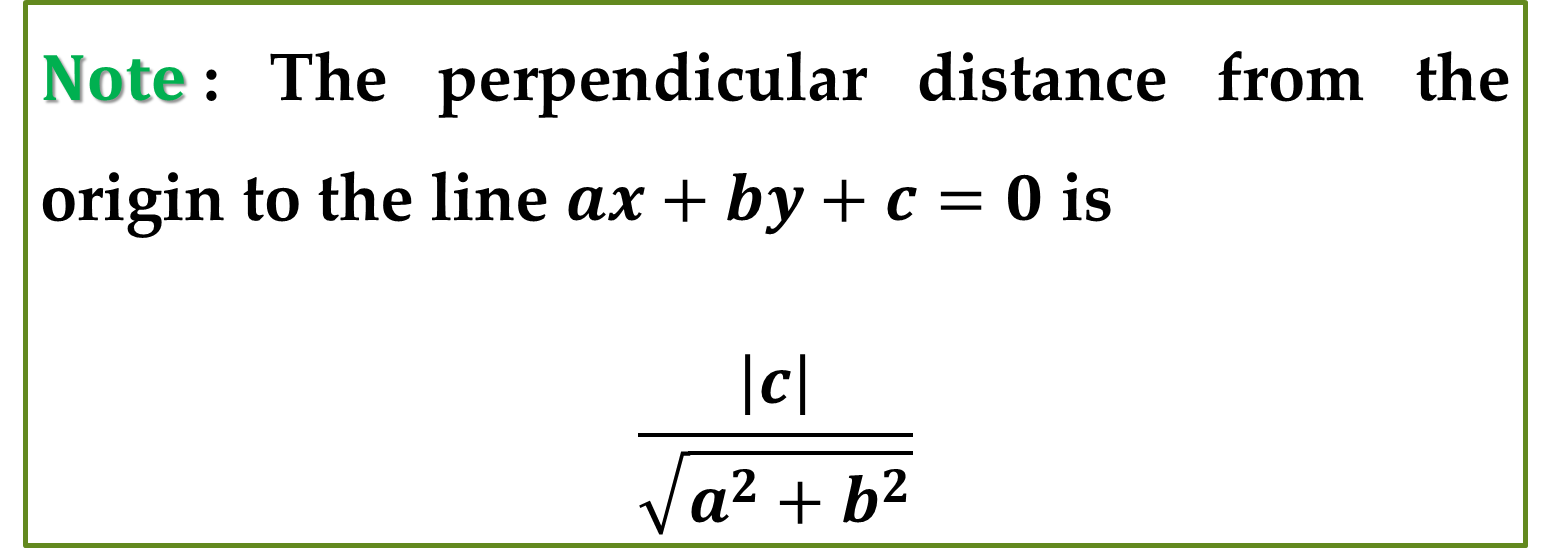 Note : The perpendicular distance from the
origin to the line ax + by + c = 0 is
|c|
√a² + b²